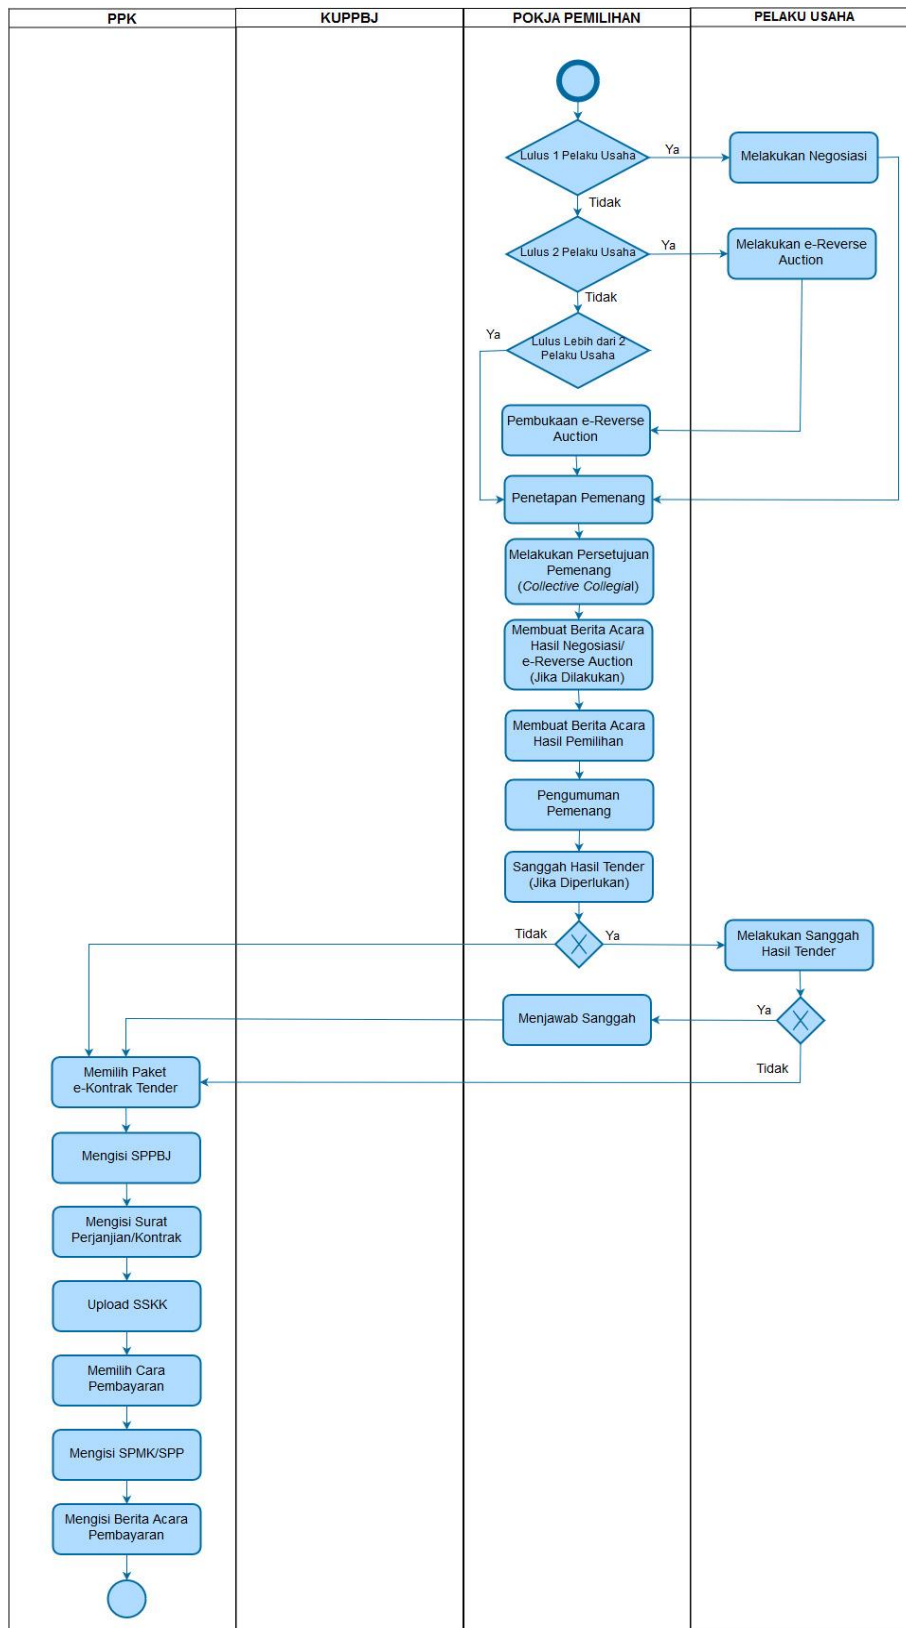 PPK
KUPPBJ
POKJA PEMILIHAN
PELAKU USAHA
Lulus 1 Pelaku Usaha
Ya
Melakukan Negosiasi
Tidak
Lulus 2 Pelaku Usaha
Ya
Melakukan e-Reverse
Auction
Tidak
Ya
Lulus Lebih dari 2
Pelaku Usaha
Pembukaan e-Reverse
Auction
Penetapan Pemenang
Melakukan Persetujuan
Pemenang
(Collective Collegial)
Membuat Berita Acara
Hasil Negosiasi/
e-Reverse Auction
(Jika Dilakukan)
Membuat Berita Acara
Hasil Pemilihan
Pengumuman
Pemenang
Sanggah Hasil Tender
(Jika Diperlukan)
Tidak
X
Ya
Melakukan Sanggah
Hasil Tender
Menjawab Sanggah
Ya
X
Tidak
Memilih Paket
e-Kontrak Tender
Mengisi SPPBJ
Mengisi Surat
Perjanjian/Kontrak
Upload SSKK
Memilih Cara
Pembayaran
Mengisi SPMK/SPP
Mengisi Berita Acara
Pembayaran